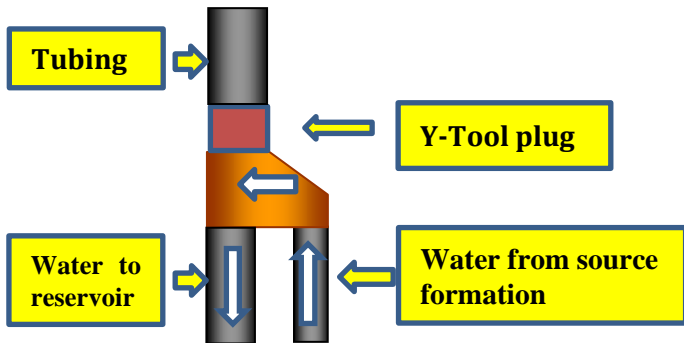 Tubing
Y-Tool plug
Water to
reservoir
Water from source
formation